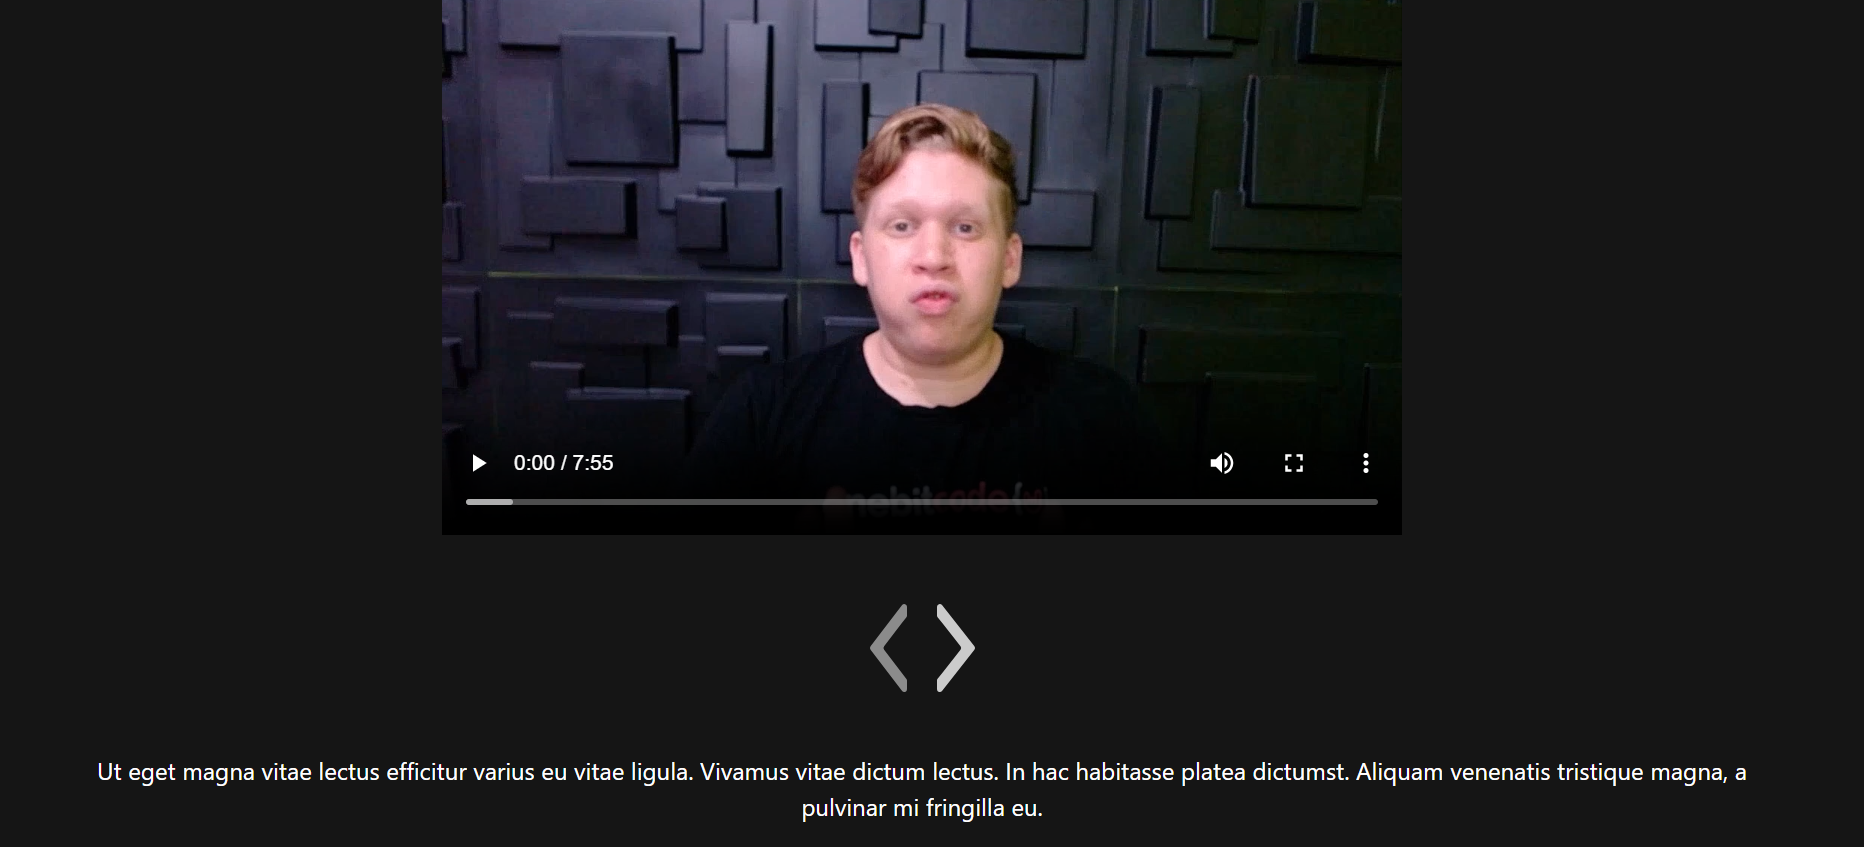 0:00 / 7:55
onebitcode(x)
Ut eget magna vitae lectus efficitur varius eu vitae ligula. Vivamus vitae dictum lectus. In hac habitasse platea dictumst. Aliquam venenatis tristique magna, a
pulvinar mi fringilla eu.